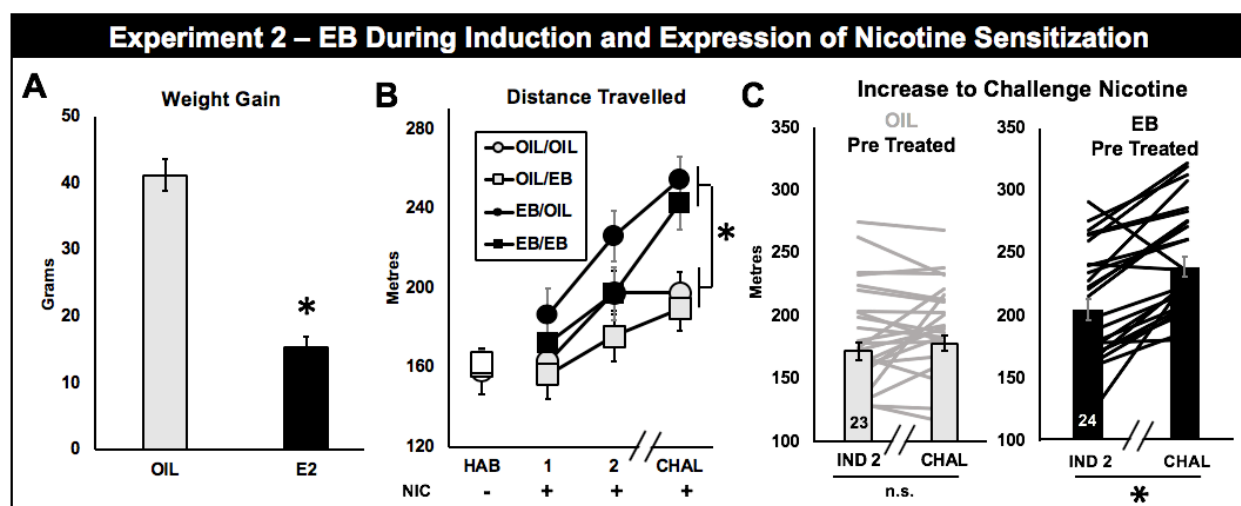 Experiment 2 – EB During Induction and Expression of Nicotine Sensitization
A
Weight Gain
50
40
30
20
10
0
Grams
*
OIL
E2
B
Distance Travelled
280
240
200
160
120
Metres
OIL/OIL
OIL/EB
EB/OIL
EB/EB
*
HAB
1
2
CHAL
NIC
-
+
+
+
C
Increase to Challenge Nicotine
OIL
Pre Treated
350
300
250
200
150
100
Metres
23
IND 2
CHAL
n.s.
EB
Pre Treated
350
300
250
200
150
100
24
IND 2
CHAL
*